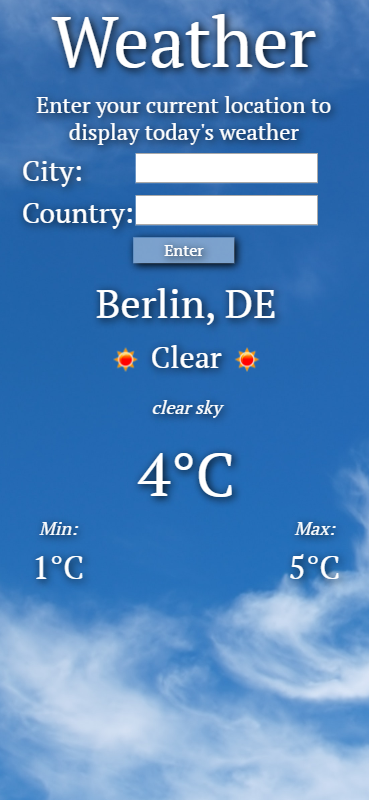 Weather
Enter your current location to
display today's weather
City:
Country:
Enter
Berlin, DE
Clear
clear sky
4°C
Min: Max:
1°C 5°C